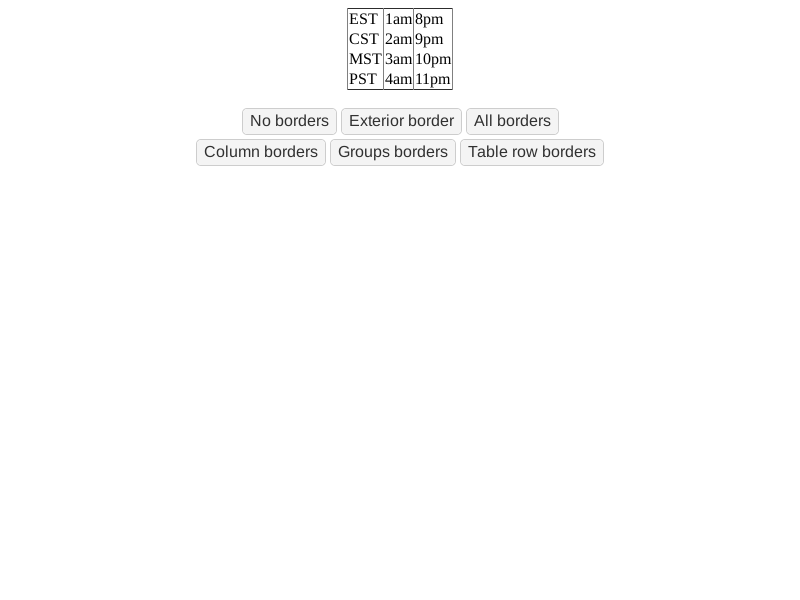 EST 1am 8pm
CST 2am 9pm
MST 3am 10pm
PST 4am 11pm
No borders Exterior border All borders
Column borders Groups borders Table row borders